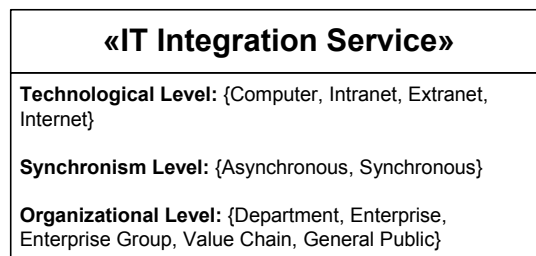 «IT Integration Service»
Technological Level: {Computer, Intranet, Extranet,
Internet}
Synchronism Level: {Asynchronous, Synchronous}
Organizational Level: {Department, Enterprise,
Enterprise Group, Value Chain, General Public}